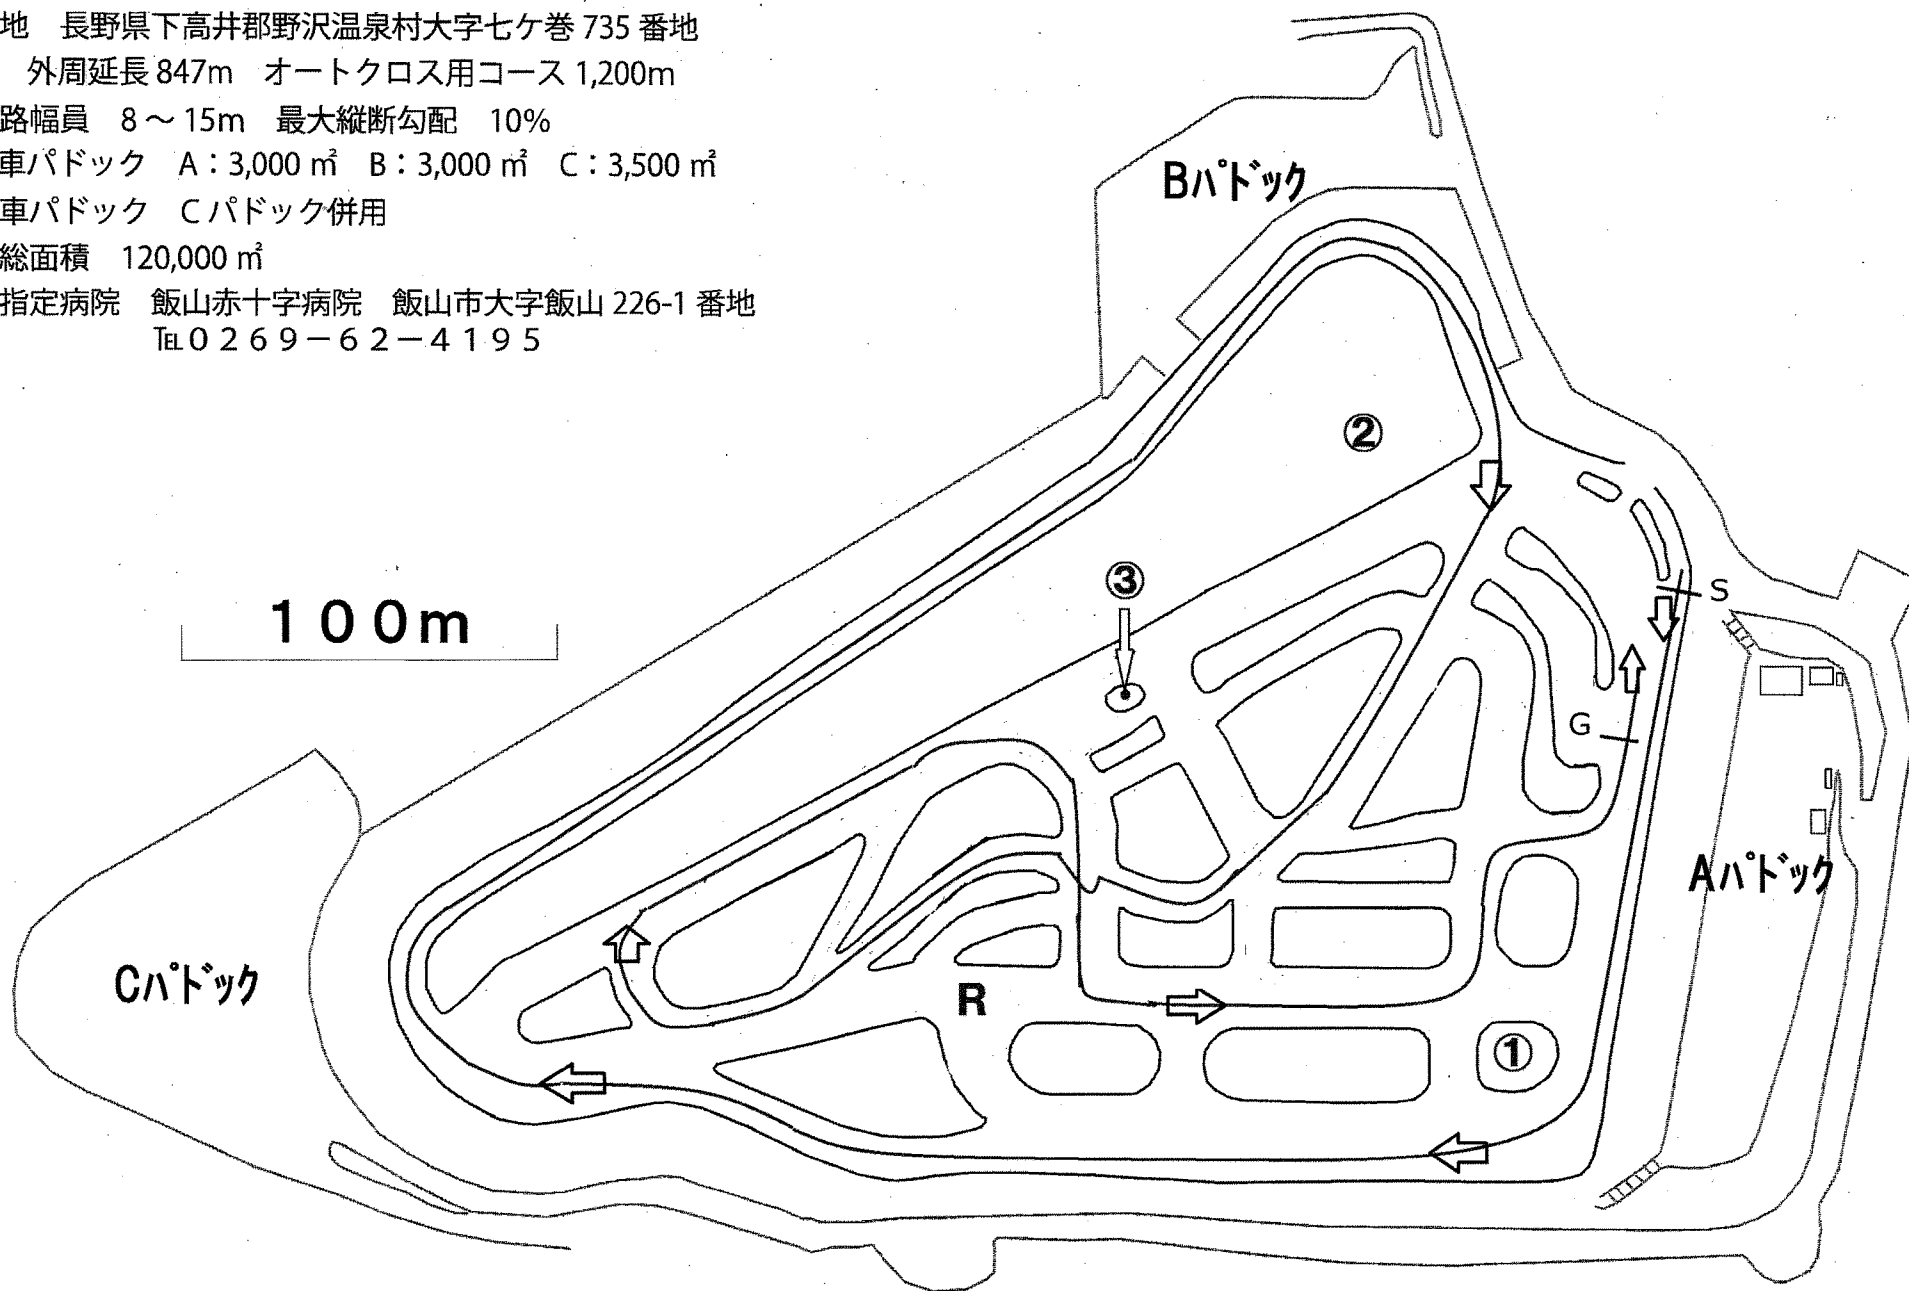 地　長野県下高井郡野沢温泉村大字七ケ巻 735 番地
外周延長 847m　オートクロス用コース 1,200m
路幅員　8～15m　最大縦断勾配　10%
車パドック　A：3,000 ㎡　B：3,000 ㎡　C：3,500 ㎡
車パドック　C パドック併用
総面積　120,000 ㎡
指定病院　飯山赤十字病院　飯山市大字飯山 226-1 番地
℡０２６９－６２－４１９５
Bﾊﾟﾄﾞｯｸ
②
③
１００m
S
G
Aﾊﾟﾄﾞｯｸ
Cﾊﾟﾄﾞｯｸ
R
①